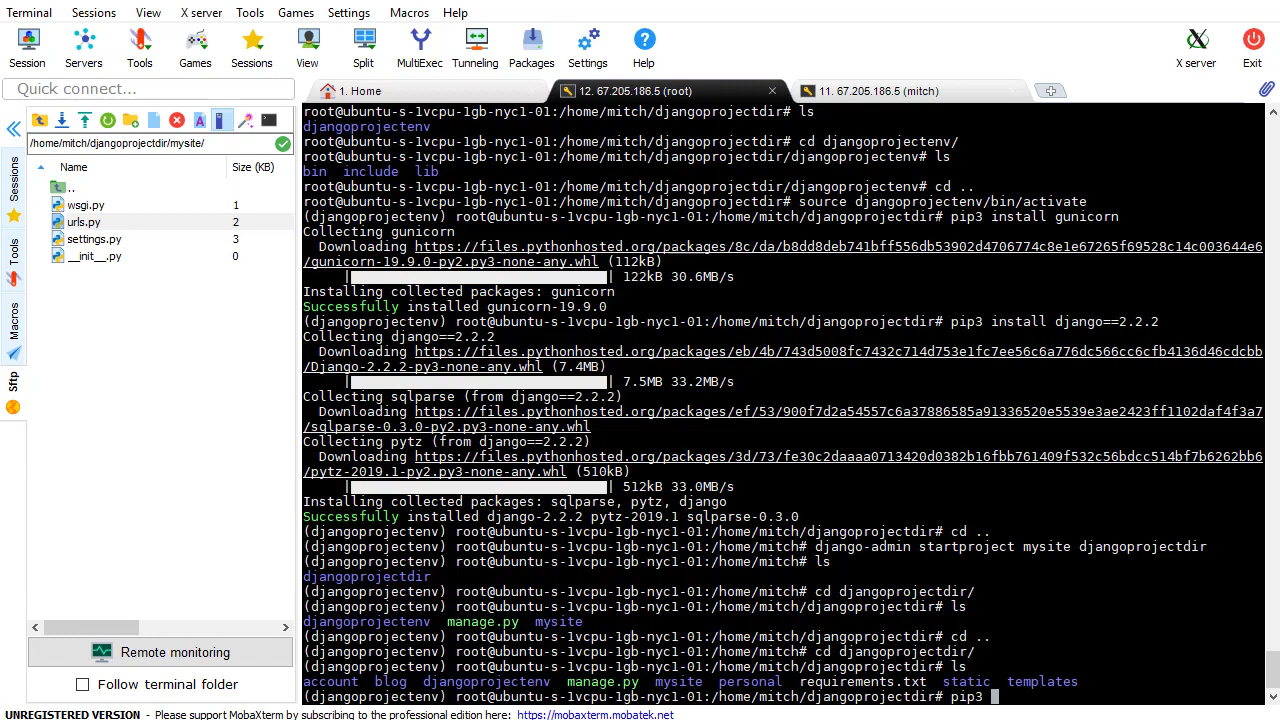 Terminal Sessions View X server Tools Games Settings Macros Help
Session Servers Tools Games Sessions View Split MultiExec Tunneling Packages Settings Help X server Exit
Quick connect...
1. Home
12. 67.205.186.5 (root)
11. 67.205.186.5 (mitch)
/home/mitch/djangoprojectdir/mysite/
Name Size (KB)
..
wsgi.py 1
urls.py 2
settings.py 3
__init__.py 0
Sessions
Tools
Macros
Sftp
Remote monitoring
Follow terminal folder
root@ubuntu-s-1vcpu-1gb-nyc1-01:/home/mitch/djangoprojectdir# ls
djangoprojectenv
root@ubuntu-s-1vcpu-1gb-nyc1-01:/home/mitch/djangoprojectdir# cd djangoprojectenv/
root@ubuntu-s-1vcpu-1gb-nyc1-01:/home/mitch/djangoprojectdir/djangoprojectenv# ls
bin include lib
root@ubuntu-s-1vcpu-1gb-nyc1-01:/home/mitch/djangoprojectdir/djangoprojectenv# cd ..
root@ubuntu-s-1vcpu-1gb-nyc1-01:/home/mitch/djangoprojectdir# source djangoprojectenv/bin/activate
(djangoprojectenv) root@ubuntu-s-1vcpu-1gb-nyc1-01:/home/mitch/djangoprojectdir# pip3 install gunicorn
Collecting gunicorn
Downloading https://files.pythonhosted.org/packages/8c/da/b8dd8deb741bff556db53902d4706774c8e1e67265f69528c14c003644e6
/gunicorn-19.9.0-py2.py3-none-any.whl (112kB)
| | 122kB 30.6MB/s
Installing collected packages: gunicorn
Successfully installed gunicorn-19.9.0
(djangoprojectenv) root@ubuntu-s-1vcpu-1gb-nyc1-01:/home/mitch/djangoprojectdir# pip3 install django==2.2.2
Collecting django==2.2.2
Downloading https://files.pythonhosted.org/packages/eb/4b/743d5008fc7432c714d753e1fc7ee56c6a776dc566cc6cfb4136d46cdcbb
/Django-2.2.2-py3-none-any.whl (7.4MB)
| | 7.5MB 33.2MB/s
Collecting sqlparse (from django==2.2.2)
Downloading https://files.pythonhosted.org/packages/ef/53/900f7d2a54557c6a37886585a91336520e5539e3ae2423ff1102daf4f3a7
/sqlparse-0.3.0-py2.py3-none-any.whl
Collecting pytz (from django==2.2.2)
Downloading https://files.pythonhosted.org/packages/3d/73/fe30c2daaaa0713420d0382b16fbb761409f532c56bdcc514bf7b6262bb6
/pytz-2019.1-py2.py3-none-any.whl (510kB)
| | 512kB 33.0MB/s
Installing collected packages: sqlparse, pytz, django
Successfully installed django-2.2.2 pytz-2019.1 sqlparse-0.3.0
(djangoprojectenv) root@ubuntu-s-1vcpu-1gb-nyc1-01:/home/mitch/djangoprojectdir# cd ..
(djangoprojectenv) root@ubuntu-s-1vcpu-1gb-nyc1-01:/home/mitch# django-admin startproject mysite djangoprojectdir
(djangoprojectenv) root@ubuntu-s-1vcpu-1gb-nyc1-01:/home/mitch# ls
djangoprojectdir
(djangoprojectenv) root@ubuntu-s-1vcpu-1gb-nyc1-01:/home/mitch# cd djangoprojectdir/
(djangoprojectenv) root@ubuntu-s-1vcpu-1gb-nyc1-01:/home/mitch/djangoprojectdir# ls
djangoprojectenv manage.py mysite
(djangoprojectenv) root@ubuntu-s-1vcpu-1gb-nyc1-01:/home/mitch/djangoprojectdir# cd ..
(djangoprojectenv) root@ubuntu-s-1vcpu-1gb-nyc1-01:/home/mitch# cd djangoprojectdir/
(djangoprojectenv) root@ubuntu-s-1vcpu-1gb-nyc1-01:/home/mitch/djangoprojectdir# ls
account blog djangoprojectenv manage.py mysite personal requirements.txt static templates
(djangoprojectenv) root@ubuntu-s-1vcpu-1gb-nyc1-01:/home/mitch/djangoprojectdir# pip3
UNREGISTERED VERSION - Please support MobaXterm by subscribing to the professional edition here: https://mobaxterm.mobatek.net